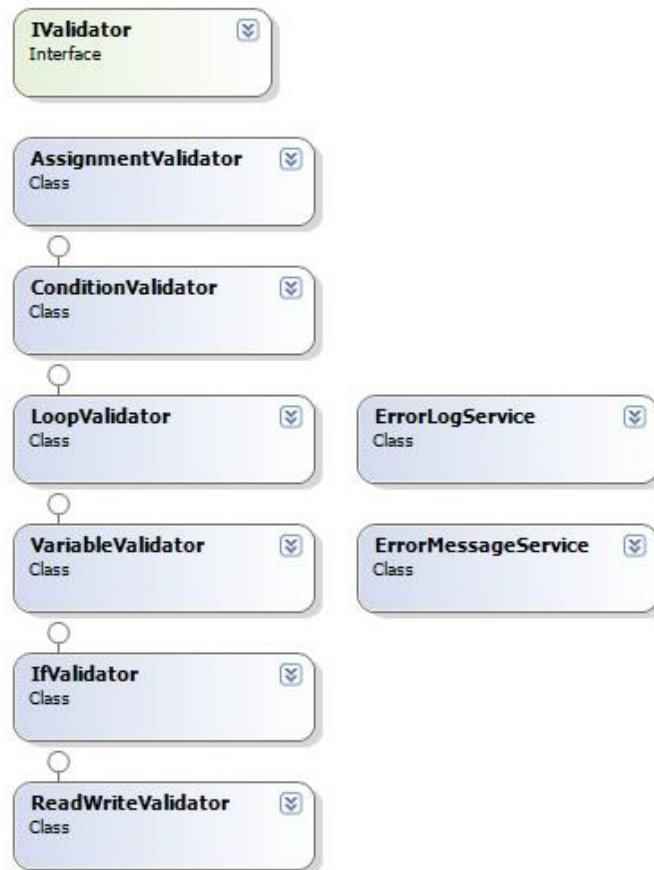 IValidator
Interface
AssignmentValidator
Class
ConditionValidator
Class
LoopValidator
Class
ErrorLogService
Class
VariableValidator
Class
ErrorMessageService
Class
IfValidator
Class
ReadWriteValidator
Class